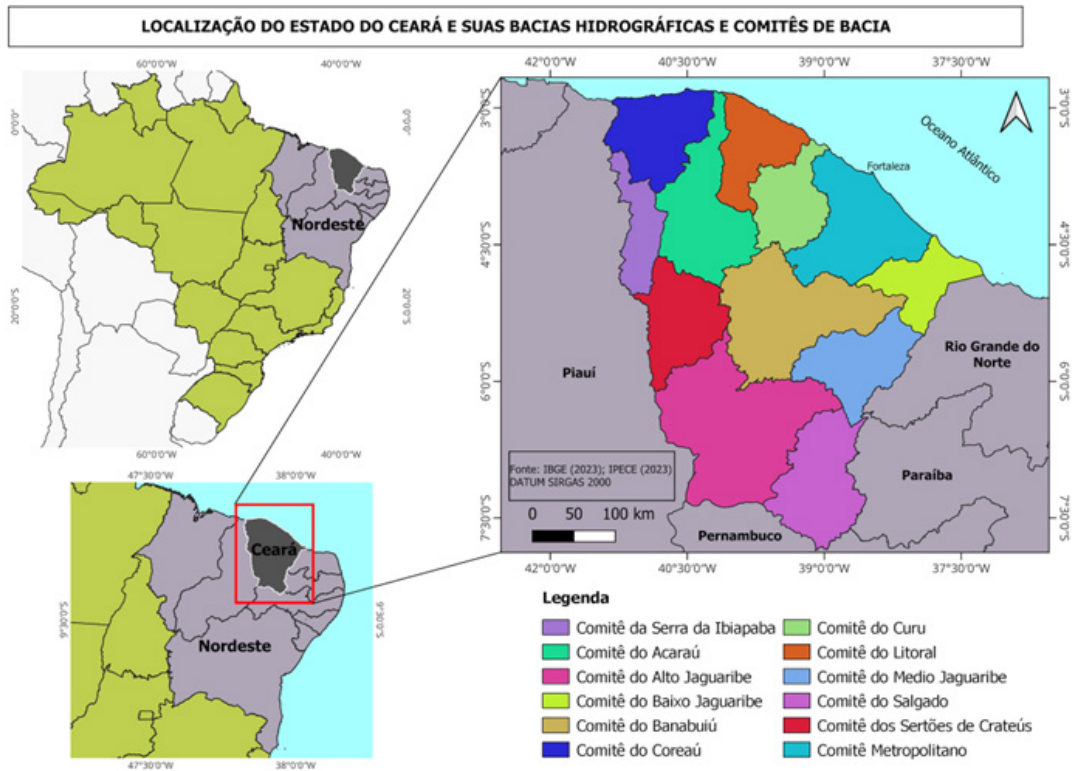 LOCALIZAÇÃO DO ESTADO DO CEARÁ E SUAS BACIAS HIDROGRÁFICAS E COMITÊS DE BACIA
60°0'0"W
40°0'0"W
0°0'0"
0°0'0"
Nordeste
20°0'0"S
20°0'0"S
60°0'0"W
40°0'0"W
47°30'0"W
38°0'0"W
Ceará
Nordeste
9°30'0"S
9°30'0"S
47°30'0"W
38°0'0"W
42°0'0"W
40°30'0"W
39°0'0"W
37°30'0"W
3°0'0"S
3°0'0"S
Oceano Atlântico
Fortaleza
4°30'0"S
4°30'0"S
Rio Grande do
Norte
Piauí
6°0'0"S
6°0'0"S
Paraíba
Fonte: IBGE (2023); IPECE (2023)
DATUM SIRGAS 2000
0
50
100 km
Pernambuco
7°30'0"S
7°30'0"S
42°0'0"W
40°30'0"W
39°0'0"W
37°30'0"W
Legenda
Comitê da Serra da Ibiapaba
Comitê do Acaraú
Comitê do Alto Jaguaribe
Comitê do Baixo Jaguaribe
Comitê do Banabuiú
Comitê do Coreaú
Comitê do Curu
Comitê do Litoral
Comitê do Medio Jaguaribe
Comitê do Salgado
Comitê dos Sertões de Crateús
Comitê Metropolitano